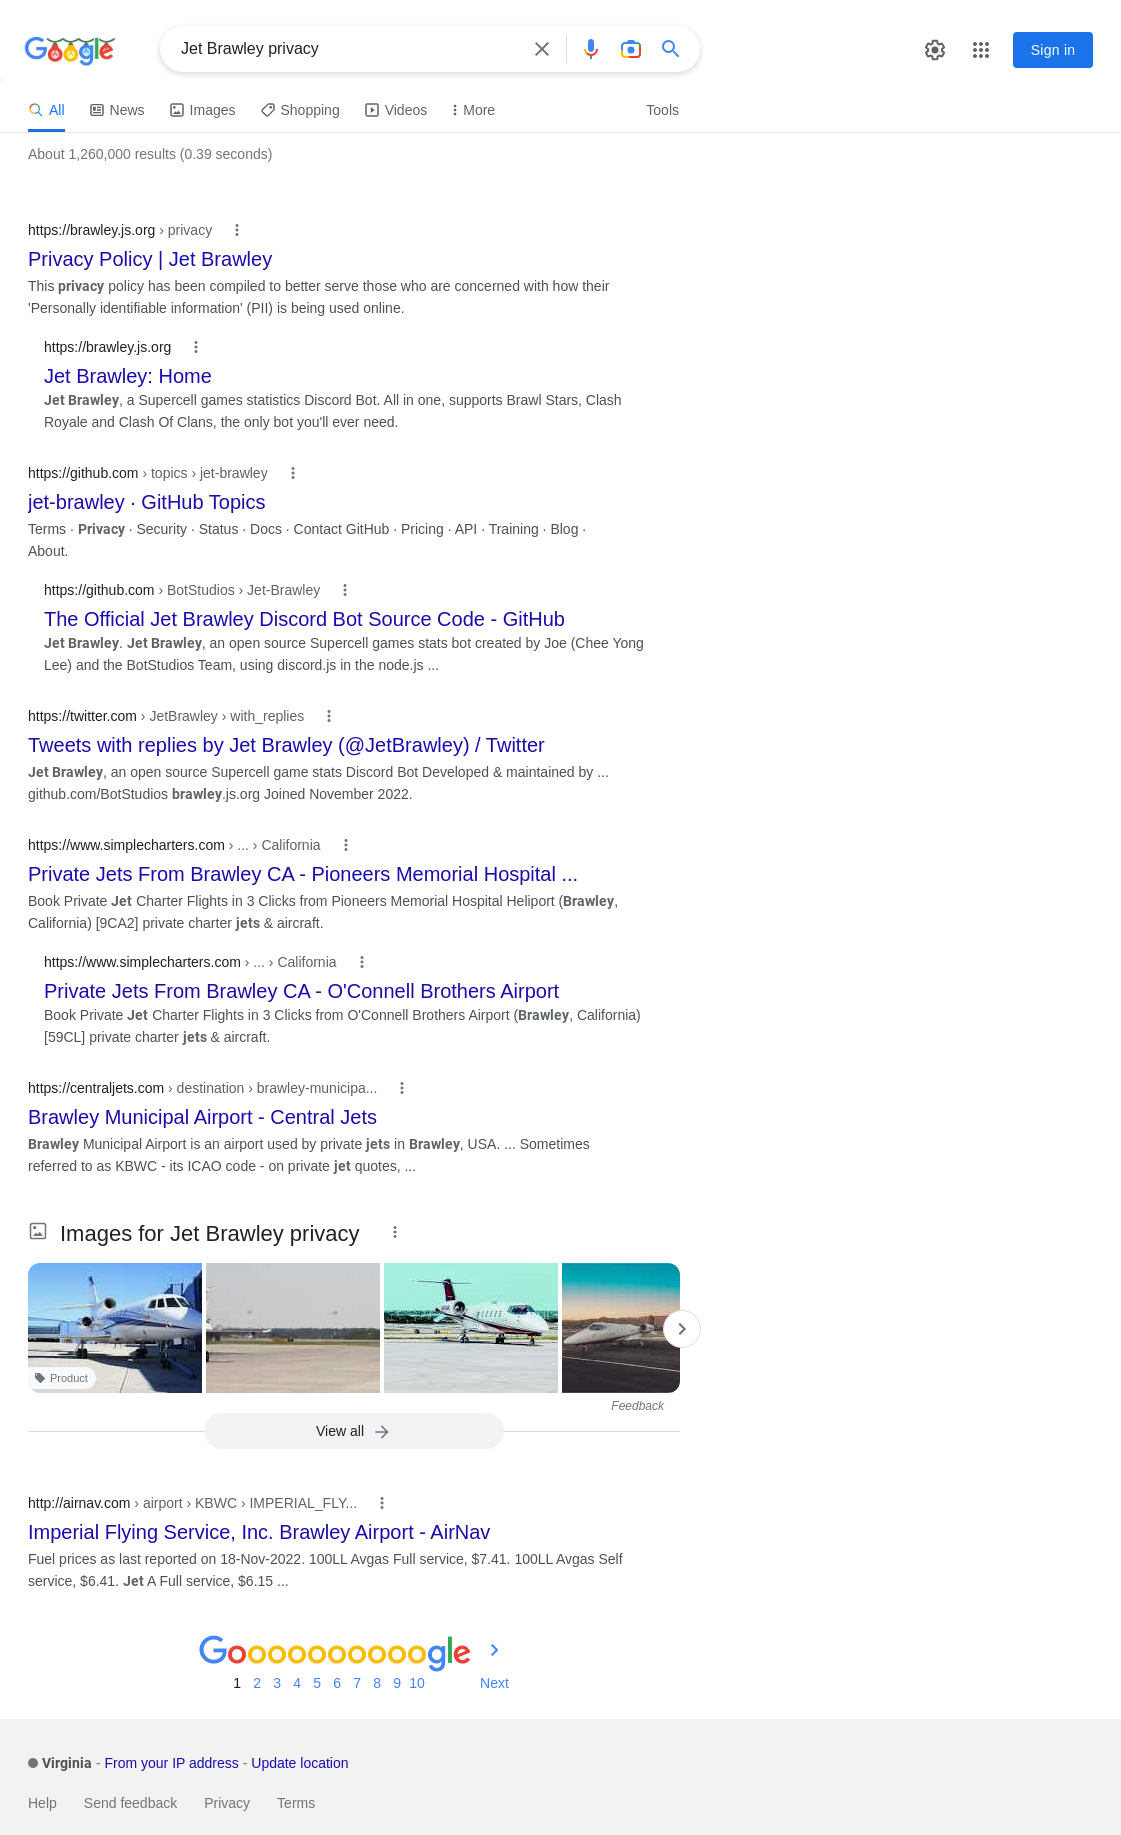 Google
Jet Brawley privacy
Sign in
All News Images Shopping Videos More Tools
About 1,260,000 results (0.39 seconds)
https://brawley.js.org › privacy
Privacy Policy | Jet Brawley
This privacy policy has been compiled to better serve those who are concerned with how their
'Personally identifiable information' (PII) is being used online.
https://brawley.js.org
Jet Brawley: Home
Jet Brawley, a Supercell games statistics Discord Bot. All in one, supports Brawl Stars, Clash
Royale and Clash Of Clans, the only bot you'll ever need.
https://github.com › topics › jet-brawley
jet-brawley · GitHub Topics
Terms · Privacy · Security · Status · Docs · Contact GitHub · Pricing · API · Training · Blog ·
About.
https://github.com › BotStudios › Jet-Brawley
The Official Jet Brawley Discord Bot Source Code - GitHub
Jet Brawley. Jet Brawley, an open source Supercell games stats bot created by Joe (Chee Yong
Lee) and the BotStudios Team, using discord.js in the node.js ...
https://twitter.com › JetBrawley › with_replies
Tweets with replies by Jet Brawley (@JetBrawley) / Twitter
Jet Brawley, an open source Supercell game stats Discord Bot Developed & maintained by ...
github.com/BotStudios brawley.js.org Joined November 2022.
https://www.simplecharters.com › ... › California
Private Jets From Brawley CA - Pioneers Memorial Hospital ...
Book Private Jet Charter Flights in 3 Clicks from Pioneers Memorial Hospital Heliport (Brawley,
California) [9CA2] private charter jets & aircraft.
https://www.simplecharters.com › ... › California
Private Jets From Brawley CA - O'Connell Brothers Airport
Book Private Jet Charter Flights in 3 Clicks from O'Connell Brothers Airport (Brawley, California)
[59CL] private charter jets & aircraft.
https://centraljets.com › destination › brawley-municipa...
Brawley Municipal Airport - Central Jets
Brawley Municipal Airport is an airport used by private jets in Brawley, USA. ... Sometimes
referred to as KBWC - its ICAO code - on private jet quotes, ...
Images for Jet Brawley privacy
Product
Feedback
View all
http://airnav.com › airport › KBWC › IMPERIAL_FLY...
Imperial Flying Service, Inc. Brawley Airport - AirNav
Fuel prices as last reported on 18-Nov-2022. 100LL Avgas Full service, $7.41. 100LL Avgas Self
service, $6.41. Jet A Full service, $6.15 ...
Goooooooooogle
1 2 3 4 5 6 7 8 9 10 Next
Virginia - From your IP address - Update location
Help Send feedback Privacy Terms